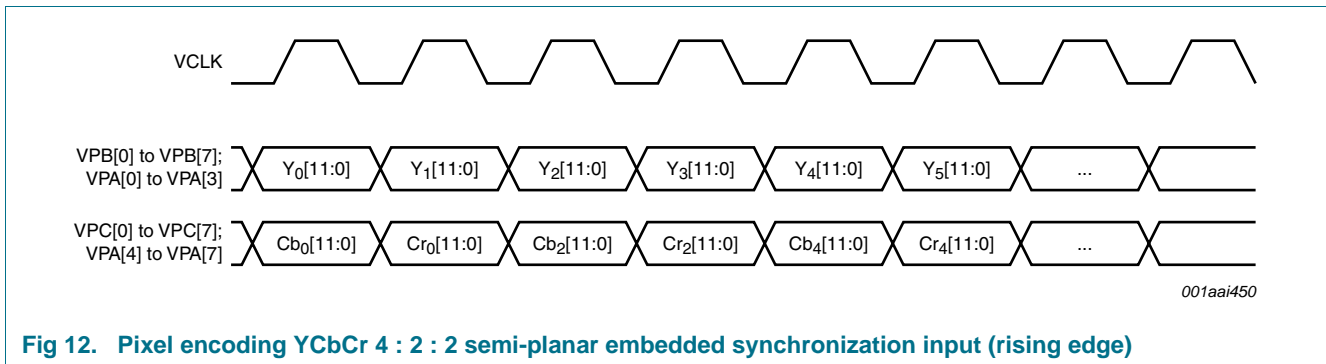 VCLK
VPB[0] to VPB[7];
VPA[0] to VPA[3]
Y0[11:0] Y1[11:0] Y2[11:0] Y3[11:0] Y4[11:0] Y5[11:0] ...
VPC[0] to VPC[7];
VPA[4] to VPA[7]
Cb0[11:0] Cr0[11:0] Cb2[11:0] Cr2[11:0] Cb4[11:0] Cr4[11:0] ...
001aai450
Fig 12. Pixel encoding YCbCr 4 : 2 : 2 semi-planar embedded synchronization input (rising edge)